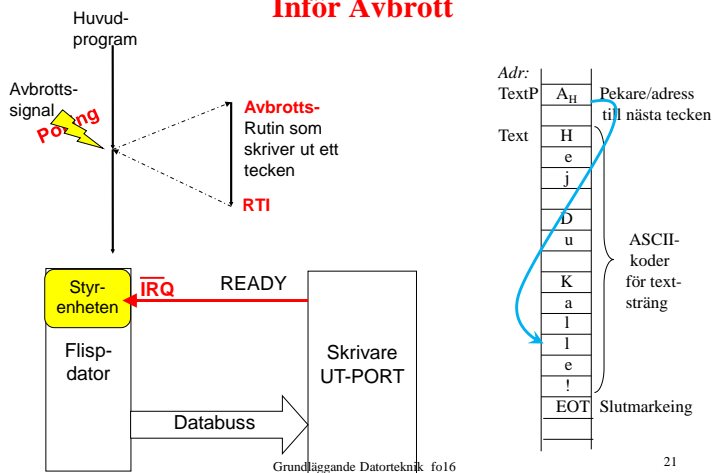 Inför Avbrott
Huvud-
program
Avbrotts-
signal
Avbrotts-
Rutin som
skriver ut ett
tecken
RTI
Styr-
enheten
IRQ
READY
Flisp-
dator
Skrivare
UT-PORT
Databuss
Adr:
TextP AH Pekare/adress
till nästa tecken
Text H
e
j
D
u
K
a
l
l
e
!
EOT Slutmarkeing
ASCII-
koder
för text-
sträng
Grundläggande Datorteknik fo16
21